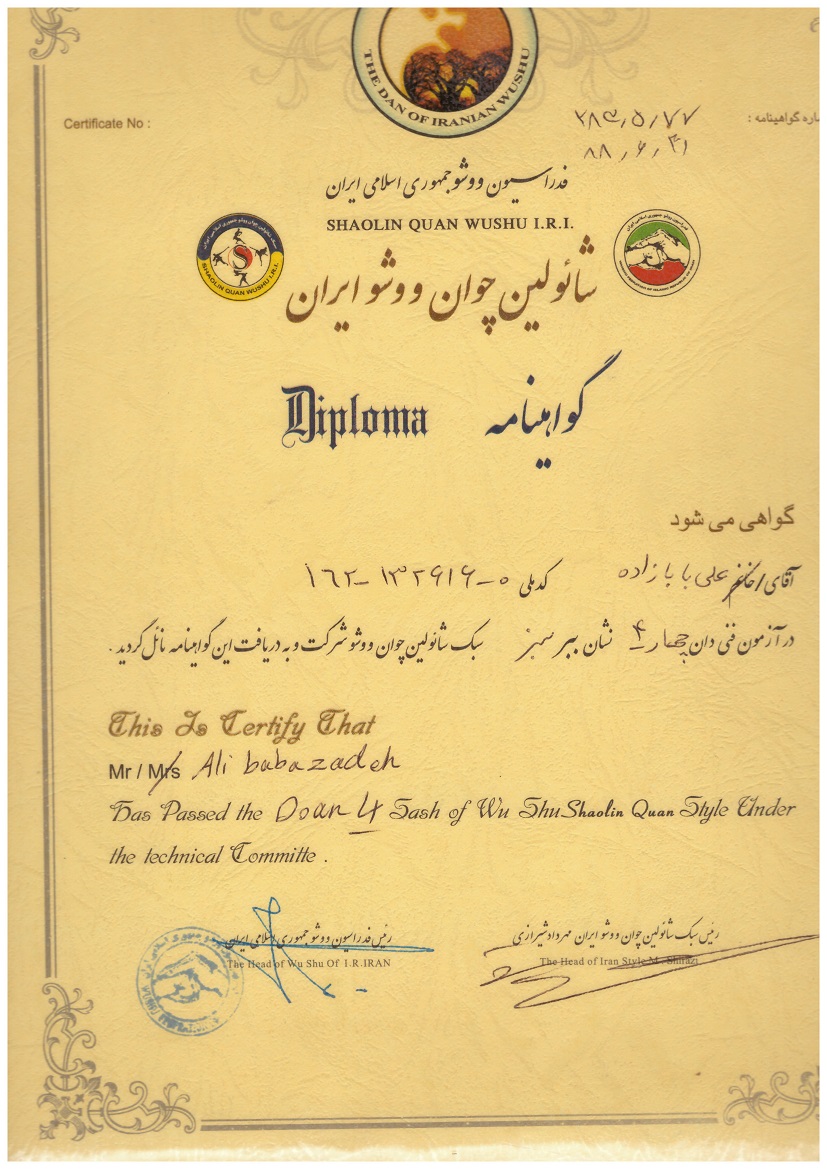 THE DAN OF IRANIAN WUSHU
Certificate No :
ماره گواهینامه : ۲۸۳٫۵٫۷۷
۸۸٫۶٫۳۱
فدراسیون ووشو جمهوری اسلامی ایران
SHAOLIN QUAN WUSHU I.R.I.
SHAOLIN QUAN WUSHU I.R.I.
شائولین چوان ووشو ایران
Diploma گواهینامه
گواهی می شود
آقای/خانم علی بابازاده کد ملی ۱۶۲-۱۳۲۶۱۶-۰
در آزمون فنی دان چهار ۴ نشان ببر سبز سبک شائولین چوان ووشو شرکت و به دریافت این گواهینامه نائل گردید .
This Is Certify That
Mr / Mrs Ali babazadeh
Has Passed the Doan 4 Sash of Wu Shu Shaolin Quan Style Under
the technical Committe .
رئیس فدراسیون ووشو جمهوری اسلامی ایران
The Head of Wu Shu Of I.R.IRAN
رئیس سبک شائولین چوان ووشو ایران مهرداد شیرازی
The Head of Iran Style M. Shirazi